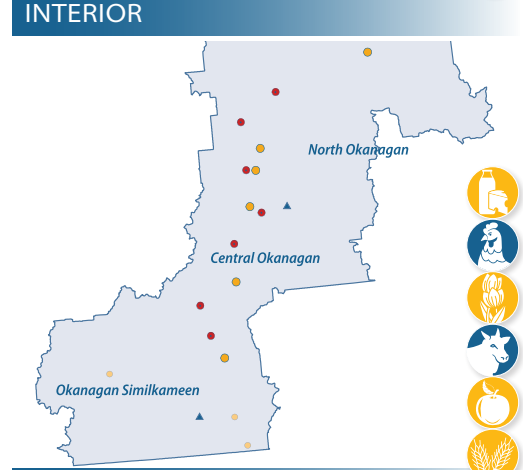 INTERIOR
North Okanagan
Central Okanagan
Okanagan Similkameen